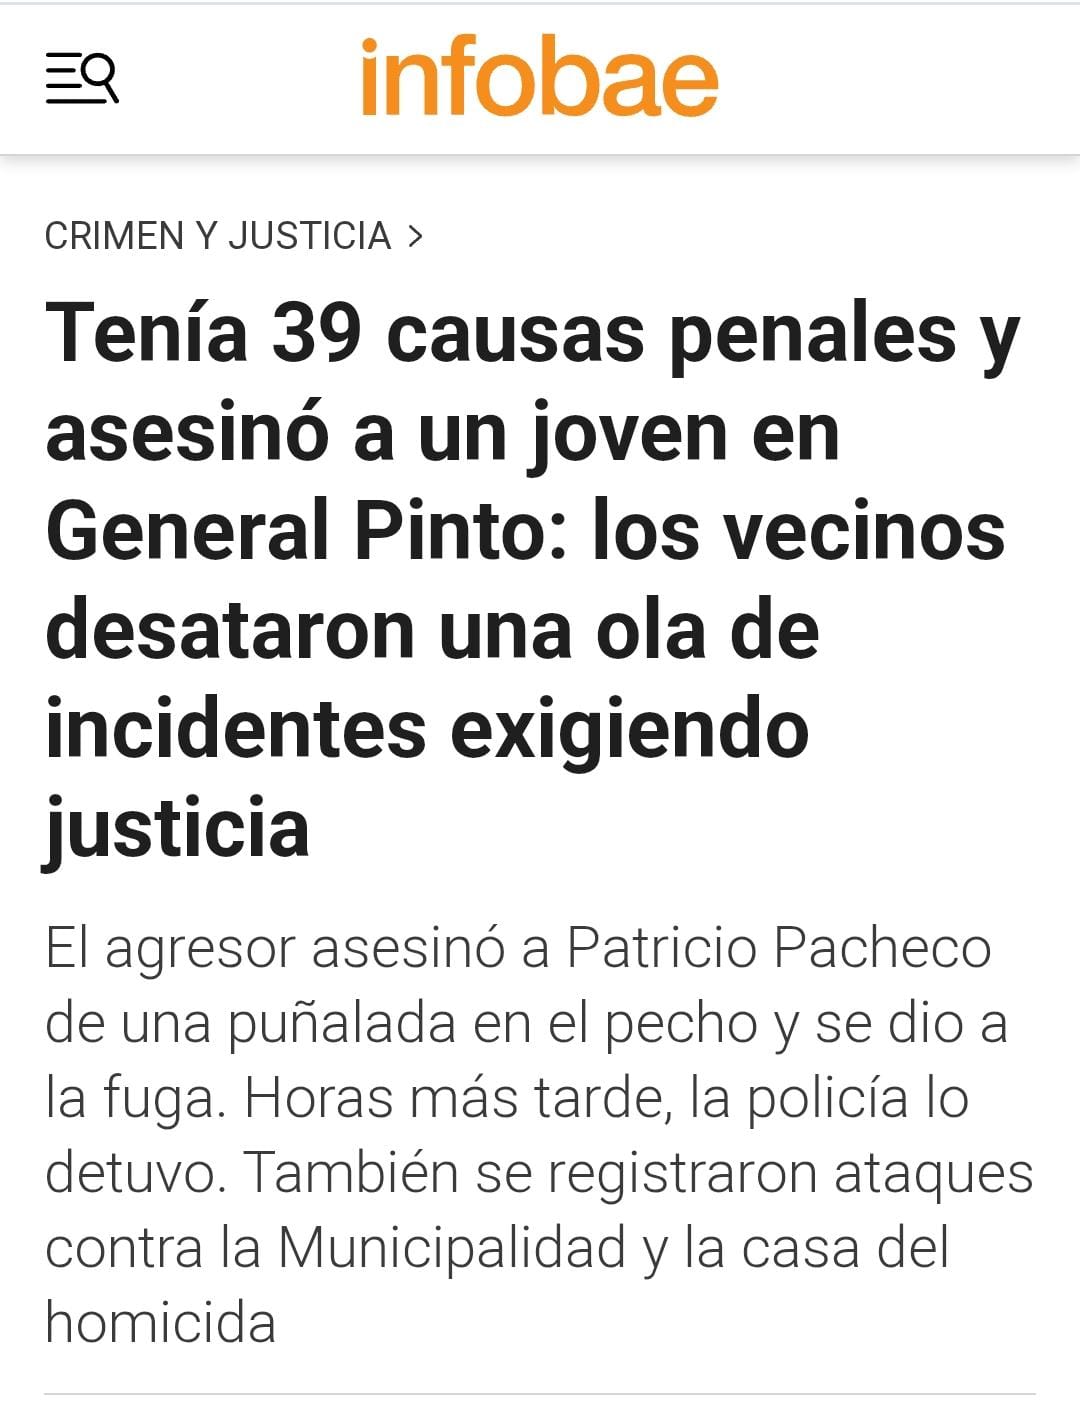 infobae
CRIMEN Y JUSTICIA >
Tenía 39 causas penales y
asesinó a un joven en
General Pinto: los vecinos
desataron una ola de
incidentes exigiendo
justicia
El agresor asesinó a Patricio Pacheco
de una puñalada en el pecho y se dio a
la fuga. Horas más tarde, la policía lo
detuvo. También se registraron ataques
contra la Municipalidad y la casa del
homicida